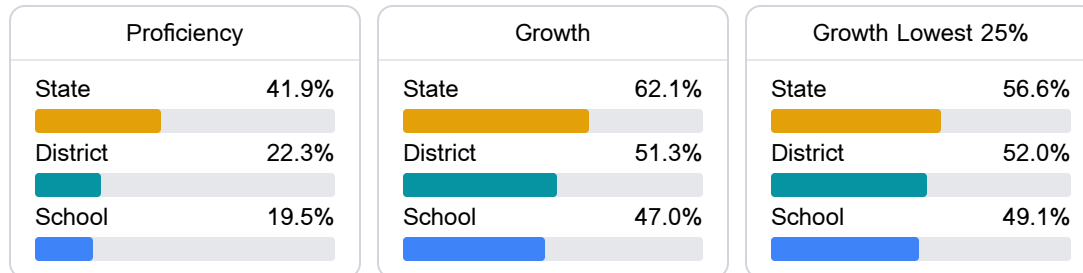 Proficiency
State 41.9%
District 22.3%
School 19.5%
Growth
State 62.1%
District 51.3%
School 47.0%
Growth Lowest 25%
State 56.6%
District 52.0%
School 49.1%